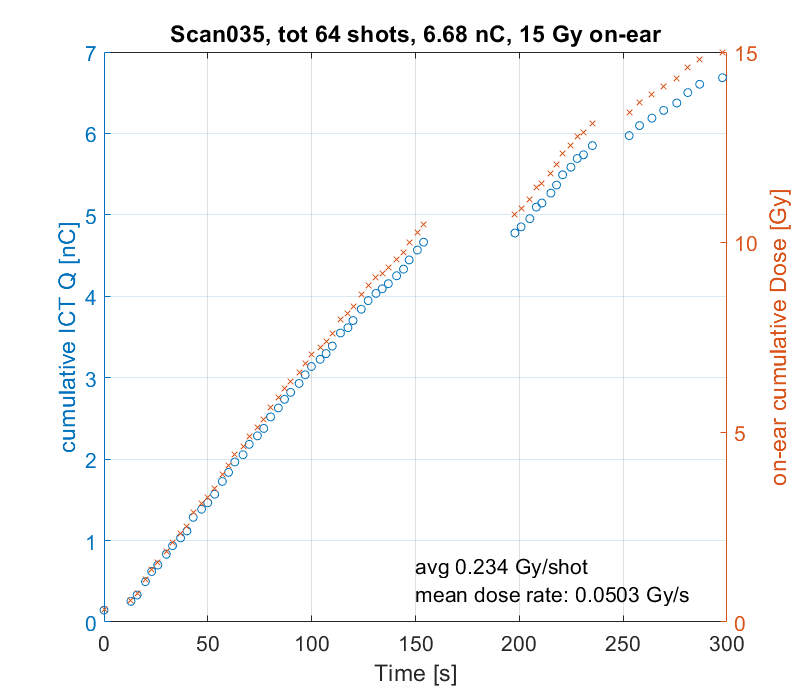 Scan035, tot 64 shots, 6.68 nC, 15 Gy on-ear
7
6
5
4
3
2
1
0
cumulative ICT Q [nC]
15
10
5
0
on-ear cumulative Dose [Gy]
avg 0.234 Gy/shot
mean dose rate: 0.0503 Gy/s
0 50 100 150 200 250 300
Time [s]